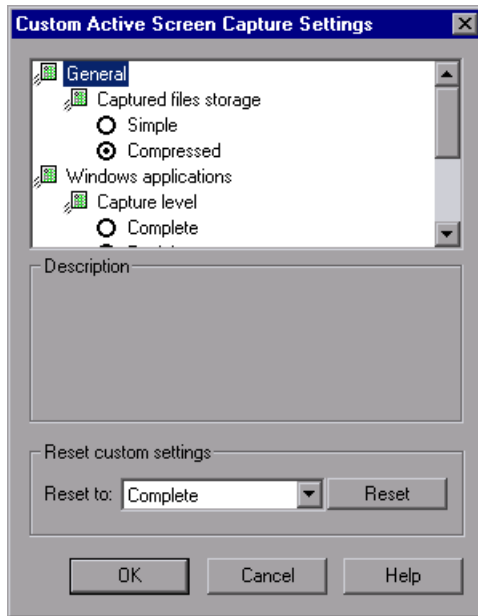 Custom Active Screen Capture Settings
General
Captured files storage
Simple
Compressed
Windows applications
Capture level
Complete
Description
Reset custom settings
Reset to: Complete Reset
OK Cancel Help